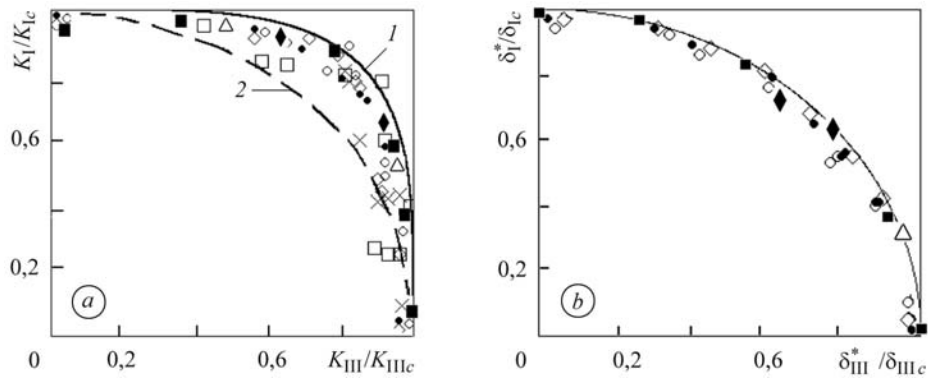 K_I/K_Ic
0,6
0,2
0
0,2
0,6
K_III/K_IIIc
1
2
a
δ*_I/δ_Ic
0,6
0,2
0
0,2
0,6
δ*_III/δ_IIIc
b